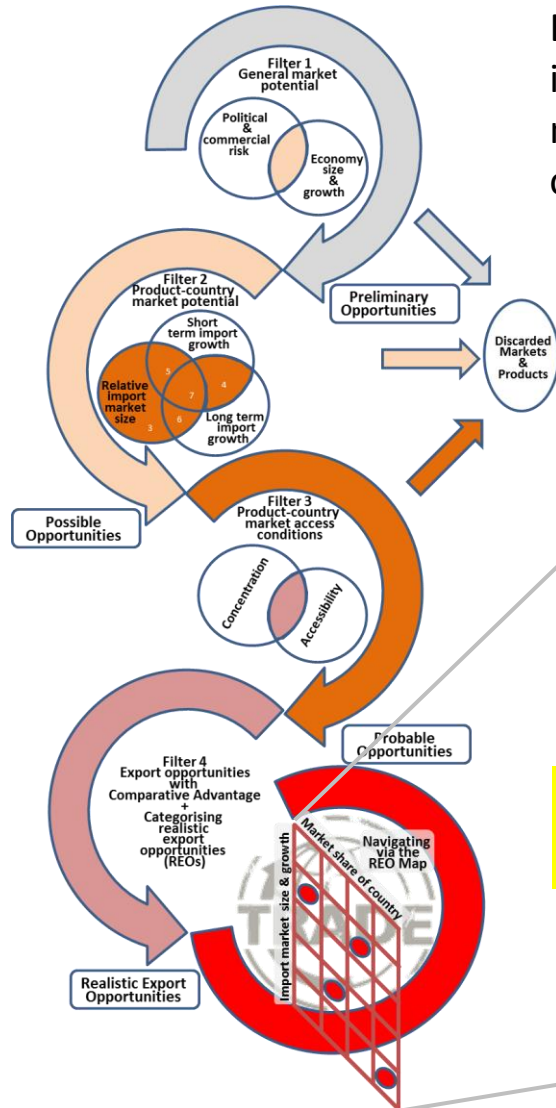 Filter 1
General market
potential
Political
&
commercial
risk
Economy
size
&
growth
Preliminary
Opportunities
Discarded
Markets
&
Products
Filter 2
Product-country
market potential
Short
term import
growth
Relative
import
market
size
Long term
import
growth
5
4
7
6
3
Possible
Opportunities
Filter 3
Product-country
market access
conditions
Concentration
Accessibility
Probable
Opportunities
Filter 4
Export opportunities
with
Comparative Advantage
+
Categorising
realistic
export
opportunities
(REOs)
Import market size & growth
Market share of country
Navigating
via the
REO Map
TRADE
Realistic Export
Opportunities